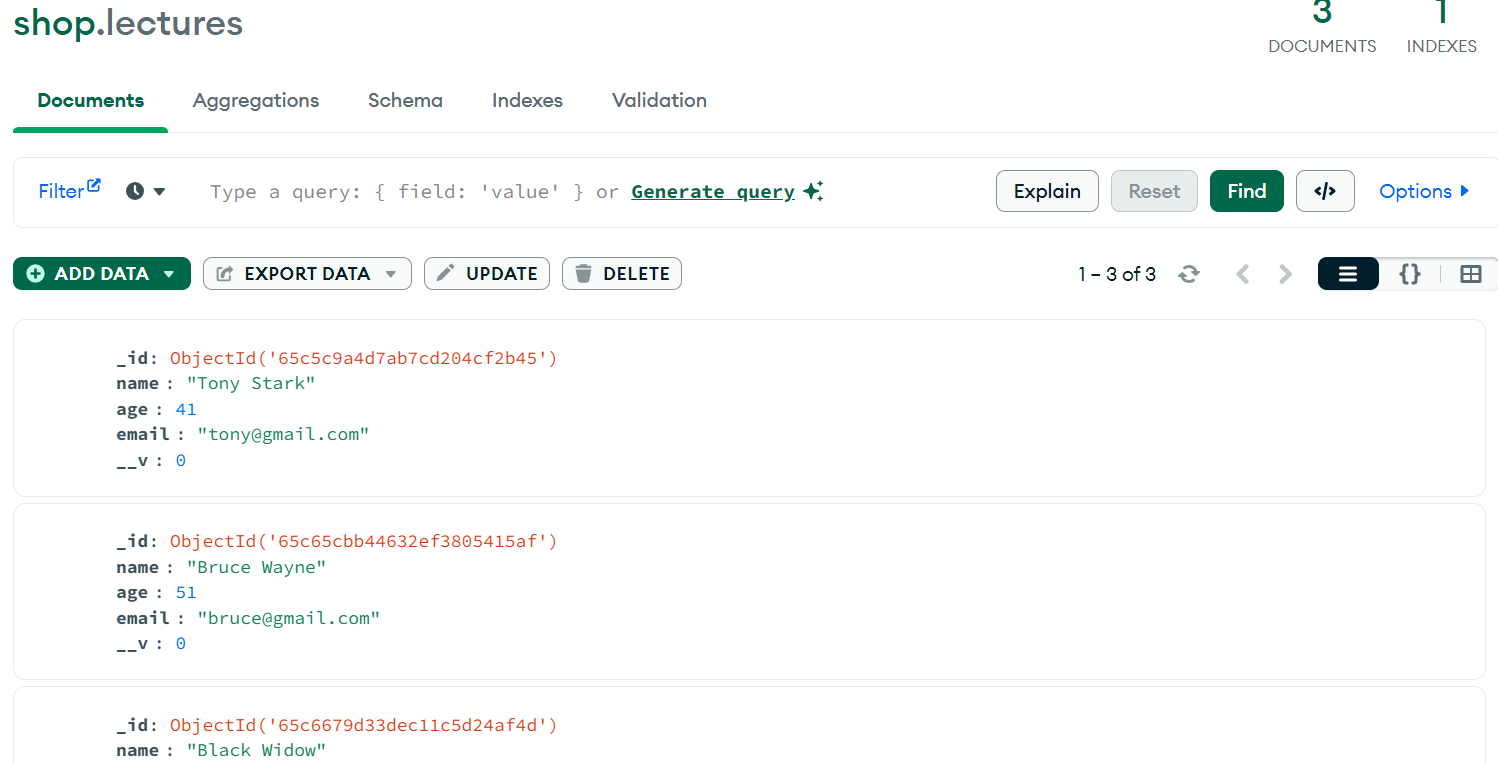 shop.lectures
3 1
DOCUMENTS INDEXES
Documents Aggregations Schema Indexes Validation
Filter Type a query: { field: 'value' } or Generate query Explain Reset Find </> Options
ADD DATA EXPORT DATA UPDATE DELETE 1 – 3 of 3 {}
_id: ObjectId('65c5c9a4d7ab7cd204cf2b45')
name : "Tony Stark"
age : 41
email : "tony@gmail.com"
__v : 0
_id: ObjectId('65c65cbb44632ef3805415af')
name : "Bruce Wayne"
age : 51
email : "bruce@gmail.com"
__v : 0
_id: ObjectId('65c6679d33dec11c5d24af4d')
name : "Black Widow"